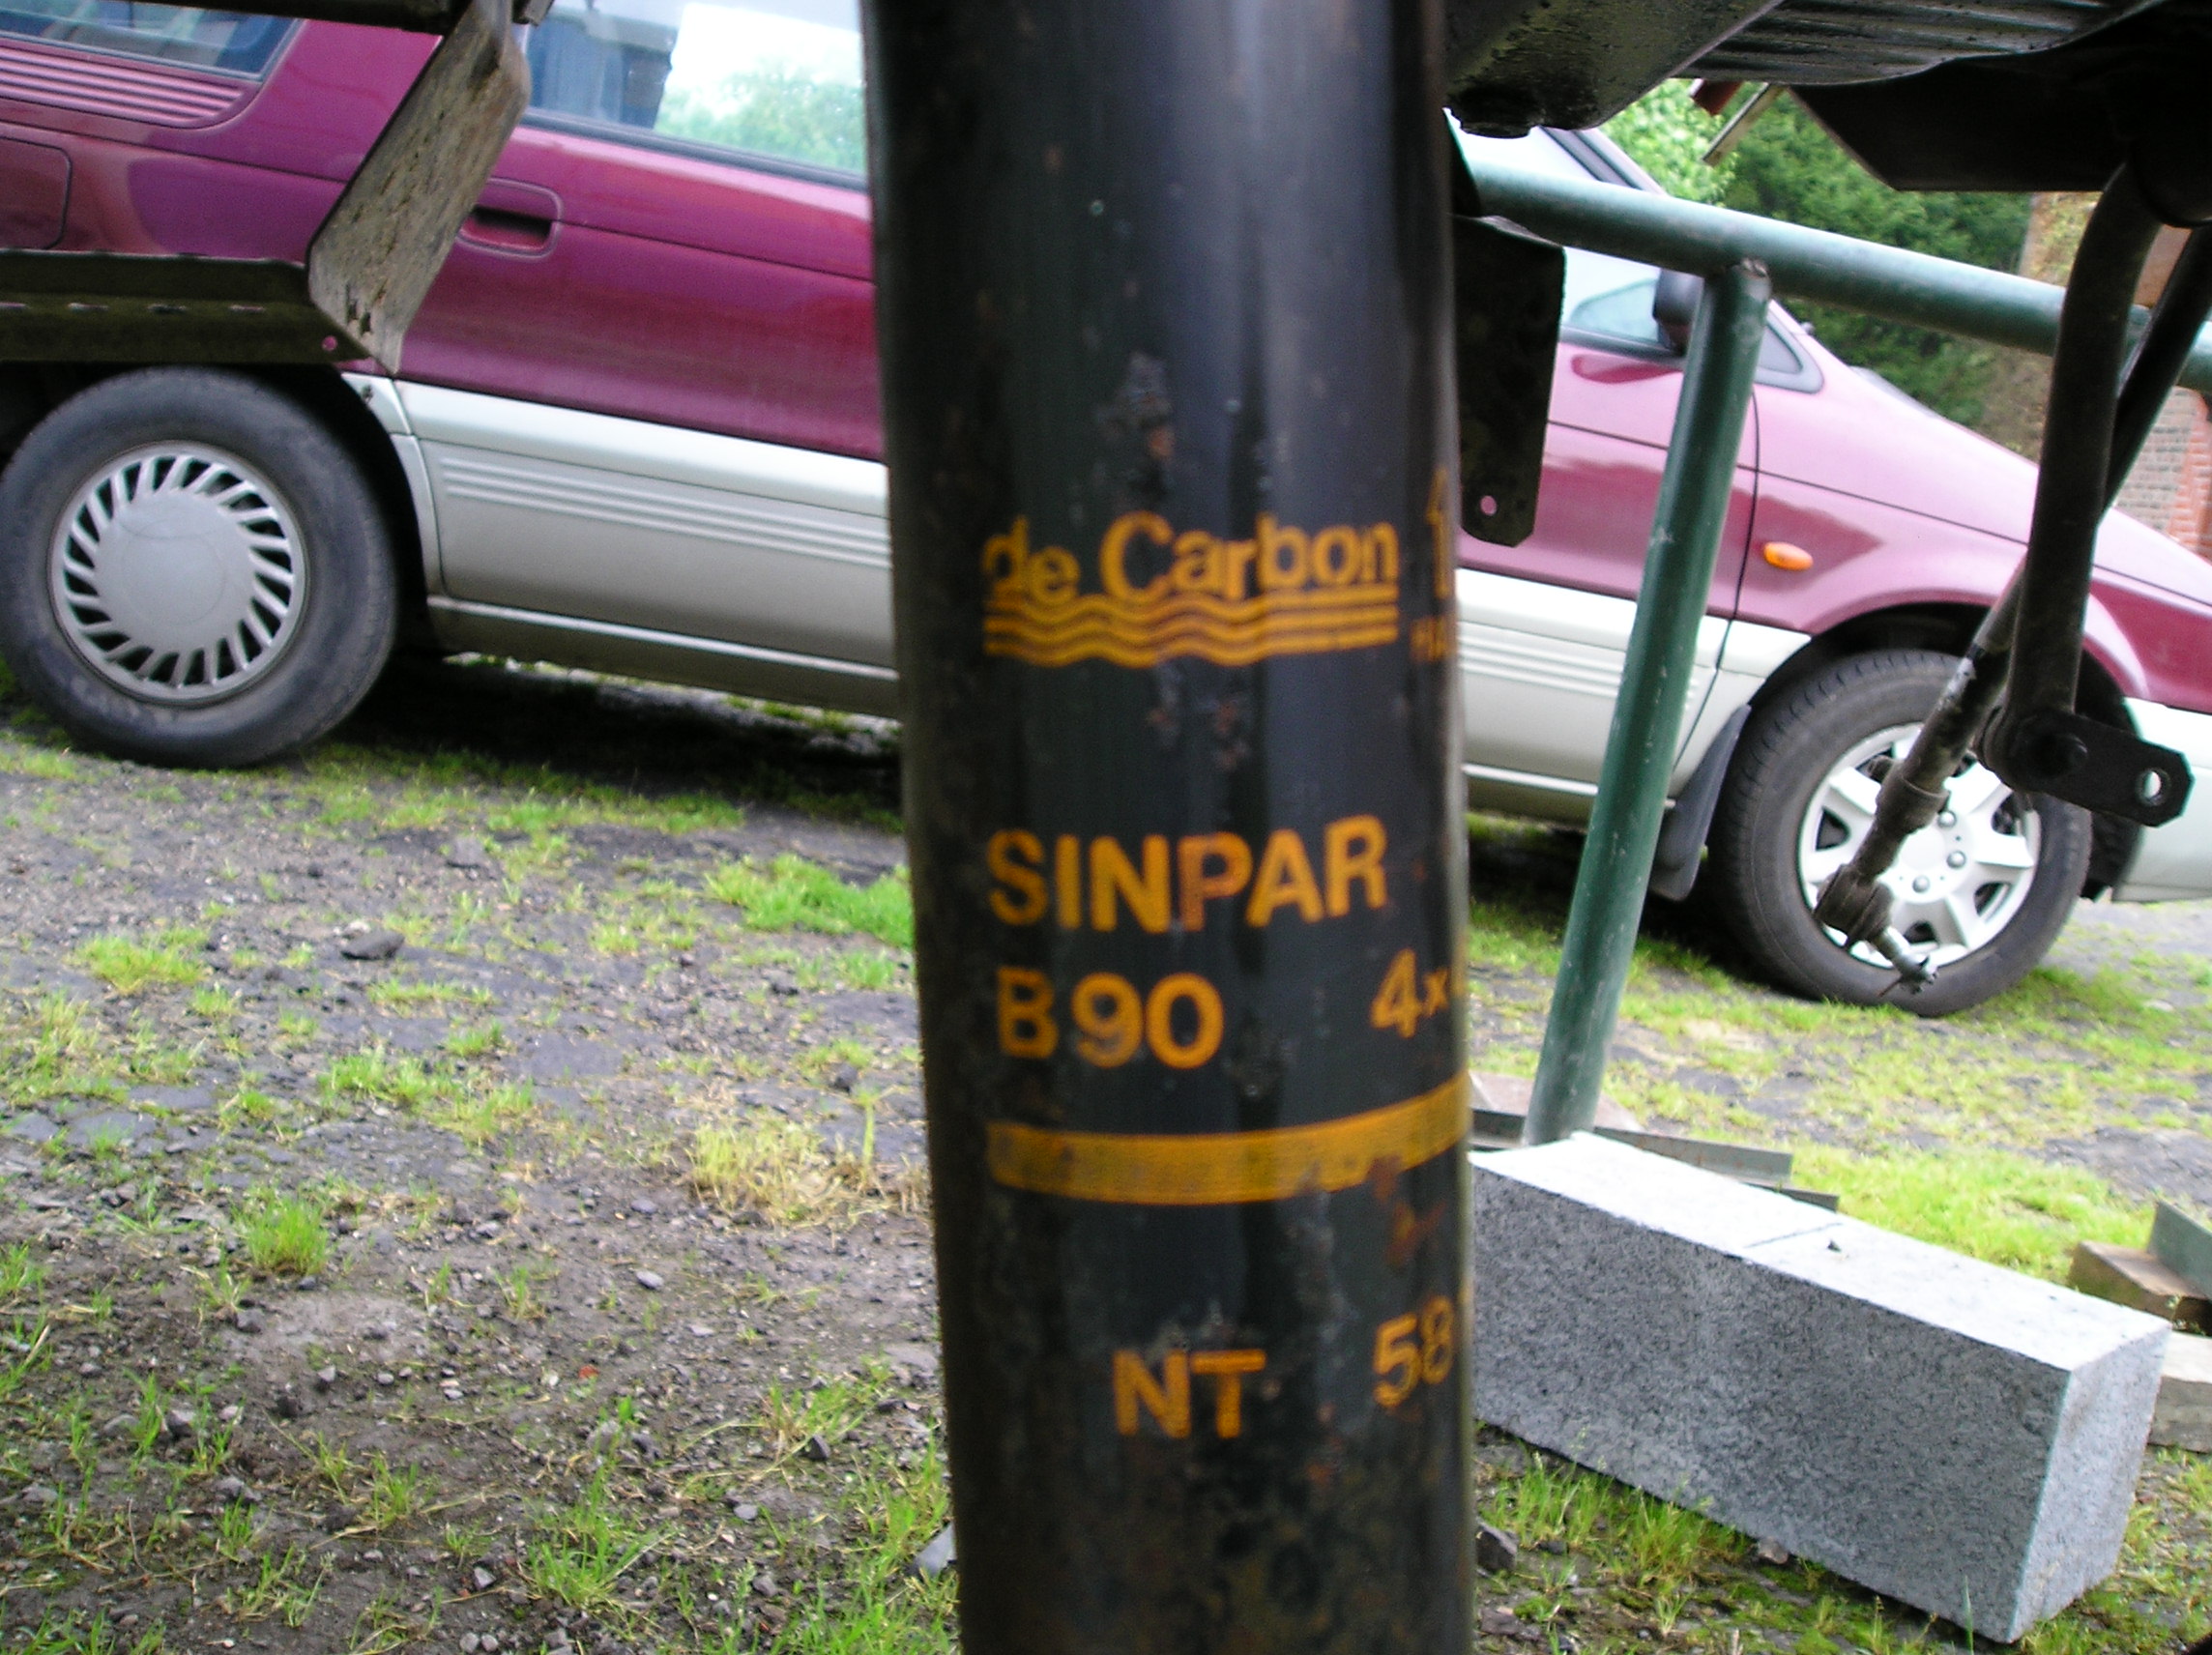 de Carbon
SINPAR
B90 4x
NT 58